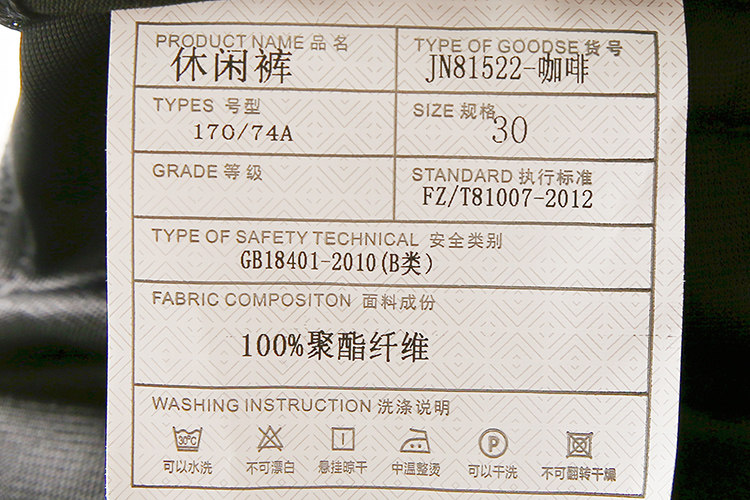 PRODUCT NAME 品名
休闲裤
TYPE OF GOODSE 货号
JN81522-咖啡
TYPES 号型
170/74A
SIZE 规格
30
GRADE 等级
STANDARD 执行标准
FZ/T81007-2012
TYPE OF SAFETY TECHNICAL 安全类别
GB18401-2010(B类)
FABRIC COMPOSITON 面料成份
100%聚酯纤维
WASHING INSTRUCTION 洗涤说明
30℃
P
可以水洗 不可漂白 悬挂晾干 中温整烫 可以干洗 不可翻转干燥